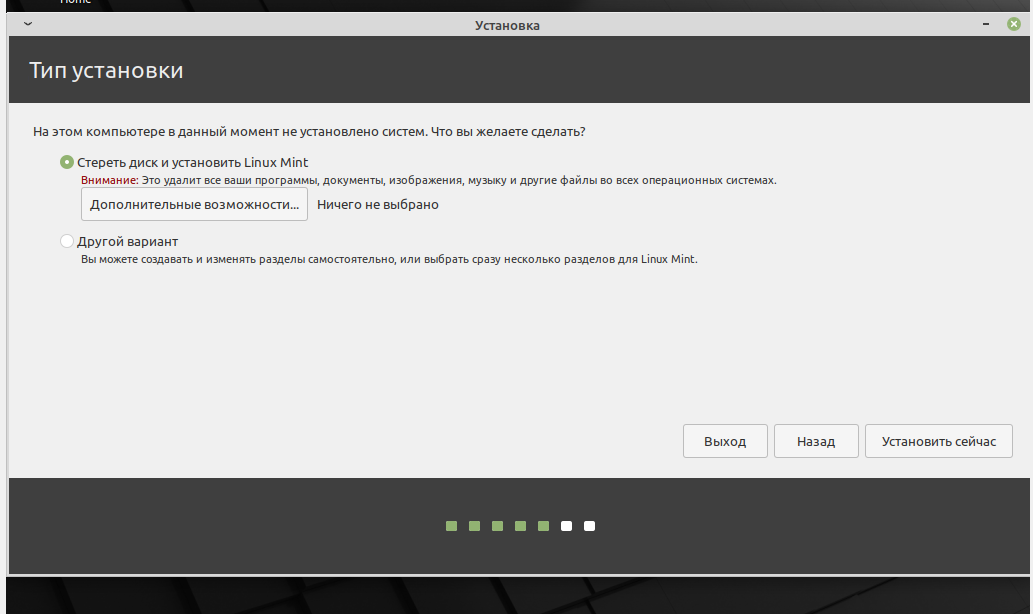 Home
Установка
Тип установки
На этом компьютере в данный момент не установлено систем. Что вы желаете сделать?
Стереть диск и установить Linux Mint
Внимание: Это удалит все ваши программы, документы, изображения, музыку и другие файлы во всех операционных системах.
Дополнительные возможности... Ничего не выбрано
Другой вариант
Вы можете создавать и изменять разделы самостоятельно, или выбрать сразу несколько разделов для Linux Mint.
Выход Назад Установить сейчас